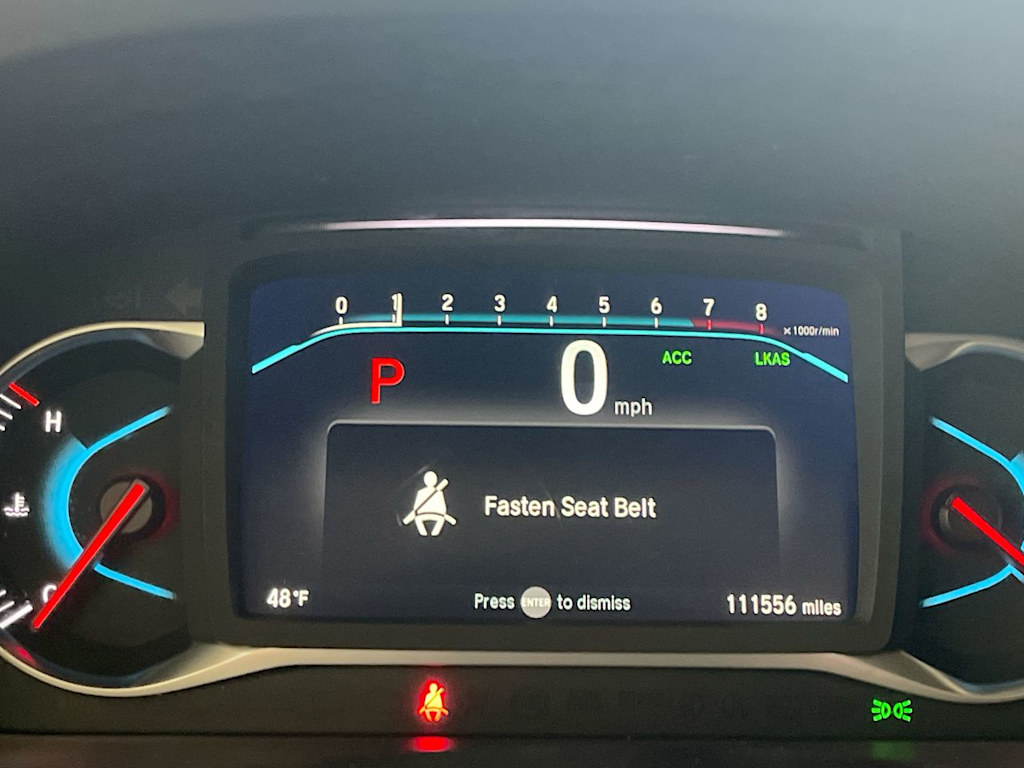 0 1 2 3 4 5 6 7 8
x1000r/min
P 0 mph ACC LKAS
H
Fasten Seat Belt
C
48°F Press ENTER to dismiss 111556 miles